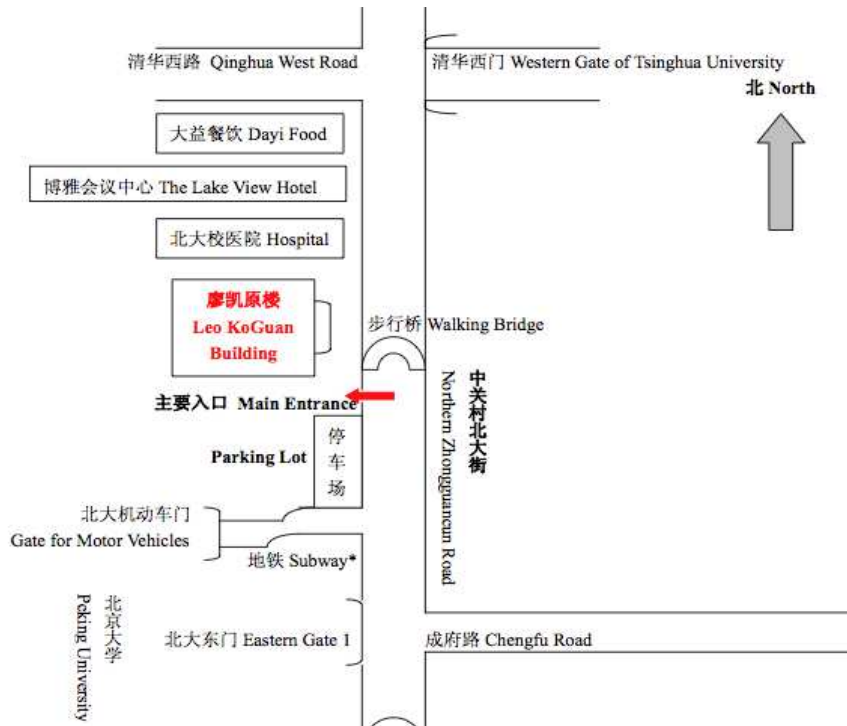 清华西路 Qinghua West Road
清华西门 Western Gate of Tsinghua University
北 North
大益餐饮 Dayi Food
博雅会议中心 The Lake View Hotel
北大校医院 Hospital
廖凯原楼
Leo KoGuan
Building
步行桥 Walking Bridge
主要入口 Main Entrance
中关村北大街
Northern Zhongguancun Road
Parking Lot
停车场
北大机动车门
Gate for Motor Vehicles
地铁 Subway*
北京大学
Peking University
北大东门 Eastern Gate 1
成府路 Chengfu Road